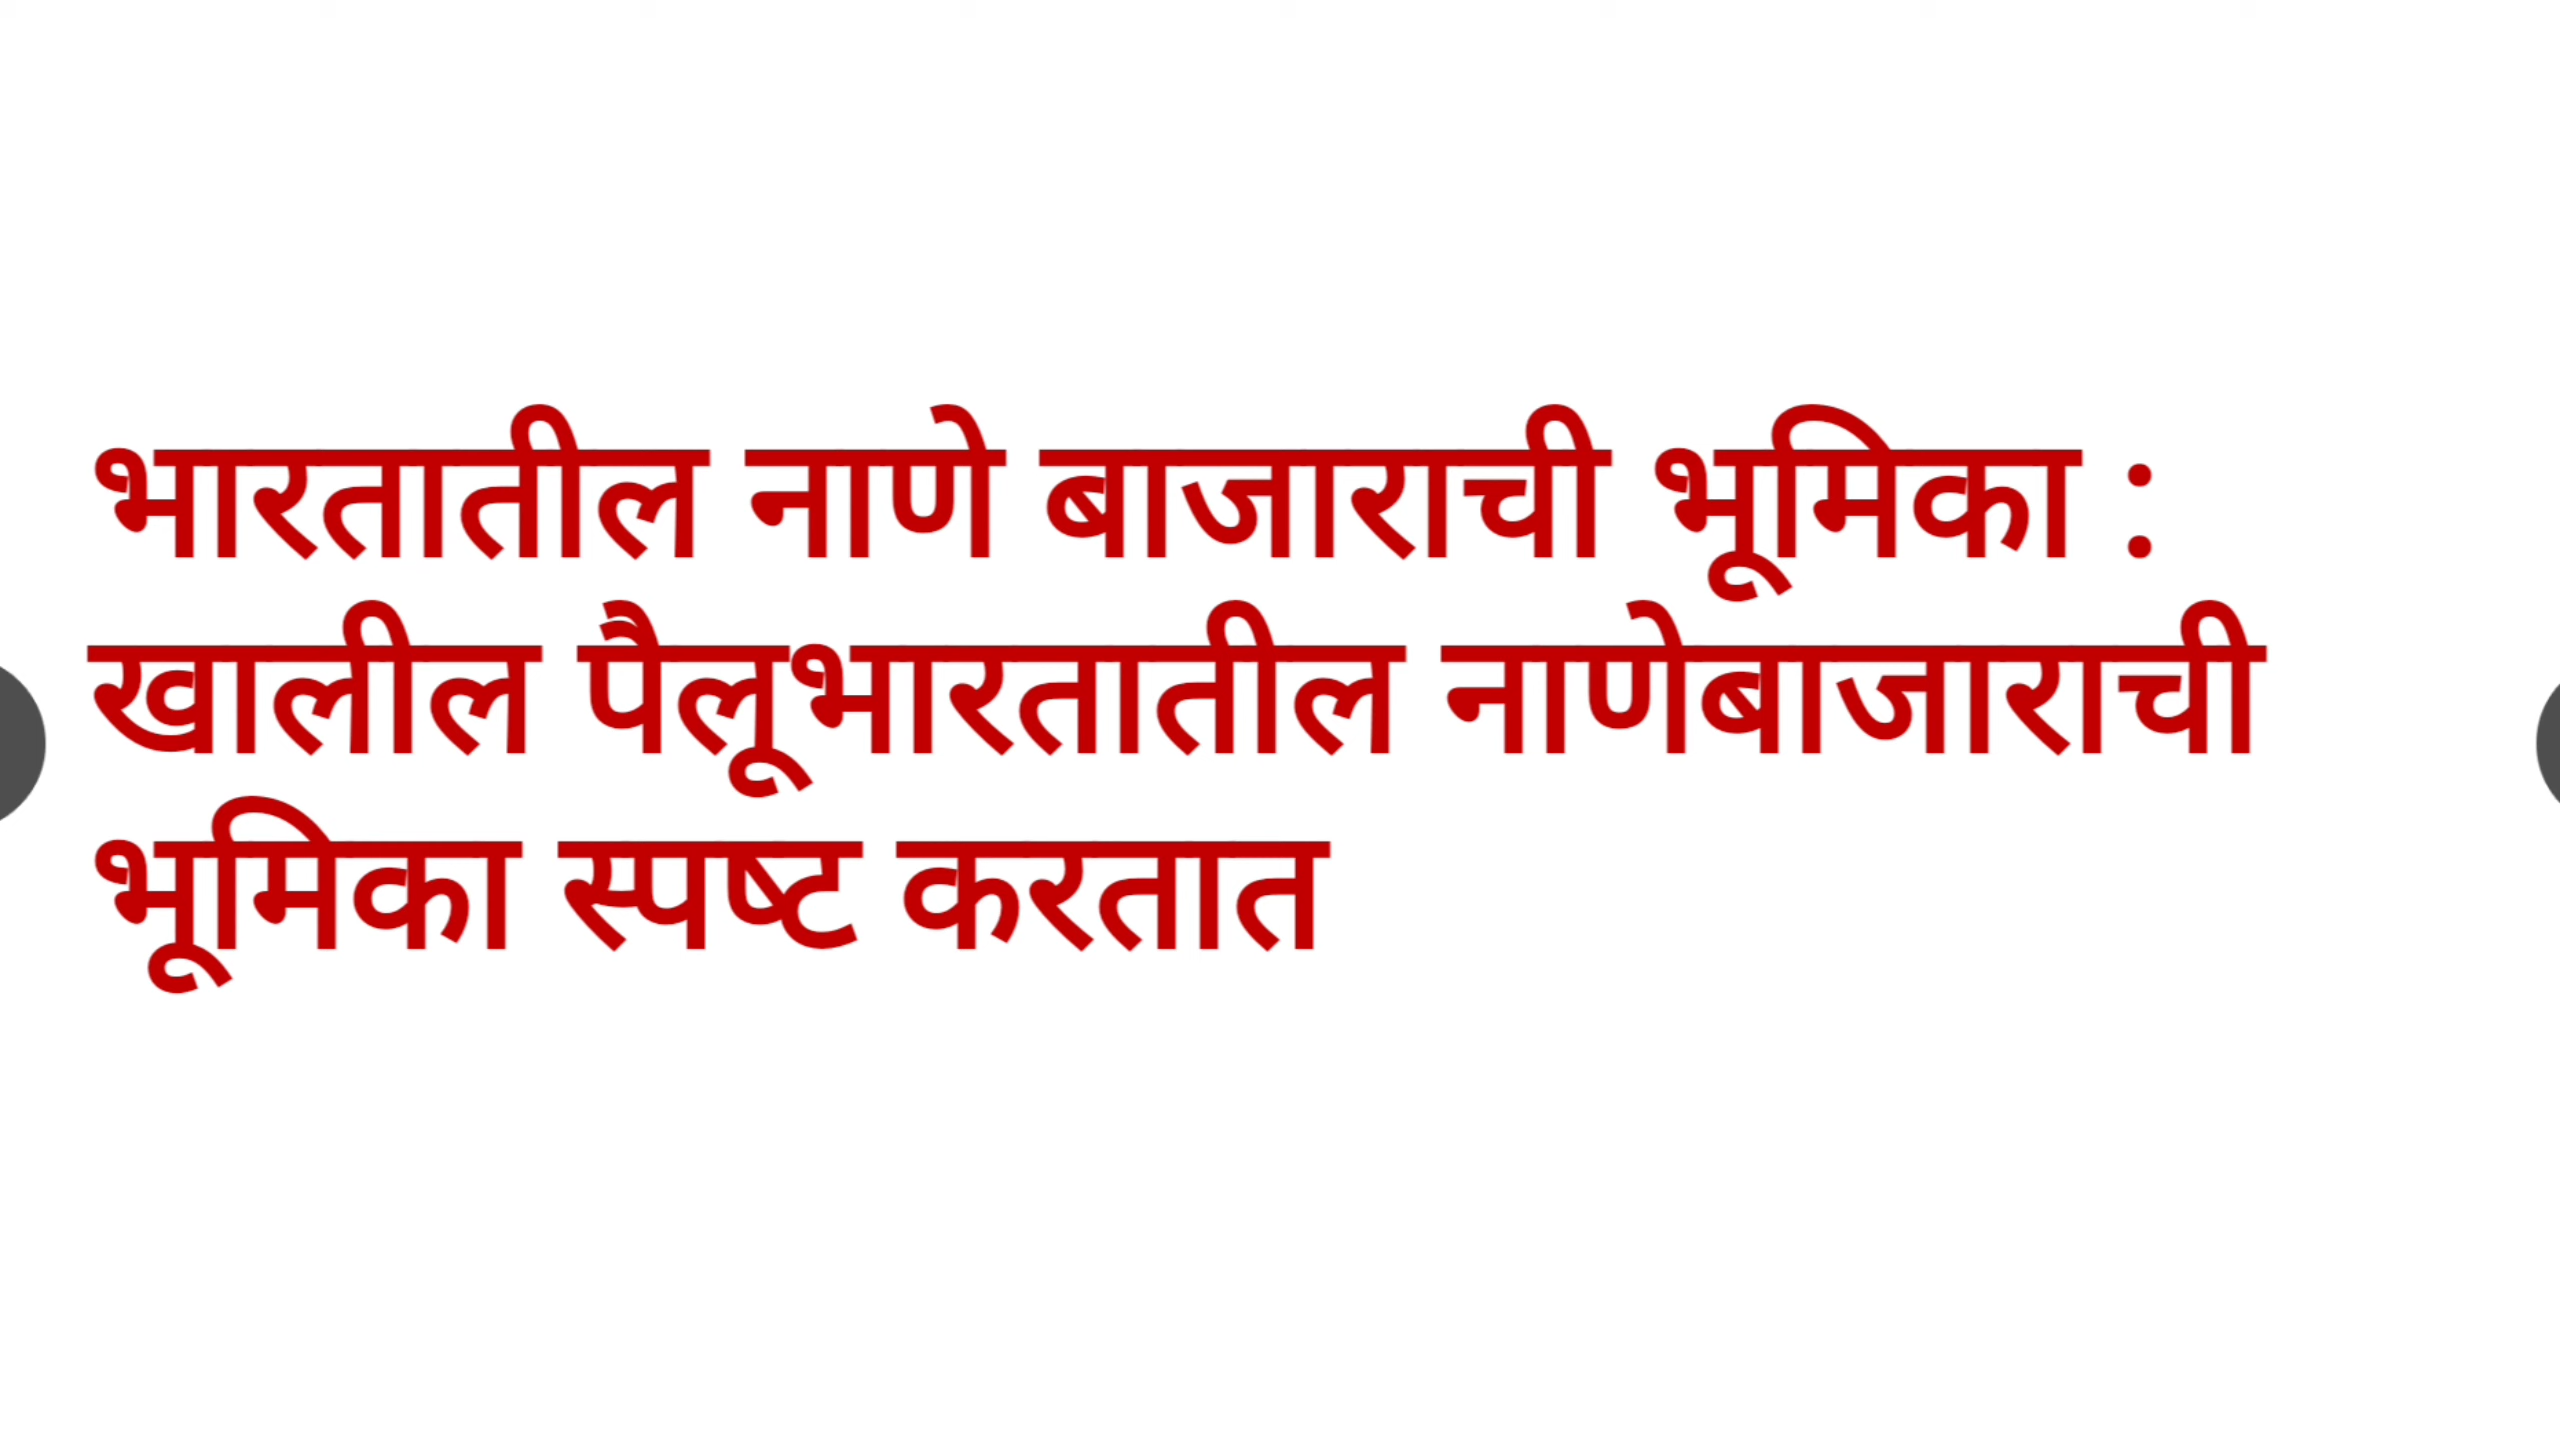 भारतातील नाणे बाजाराची भूमिका :
खालील पैलूभारतातील नाणेबाजाराची
भूमिका स्पष्ट करतात